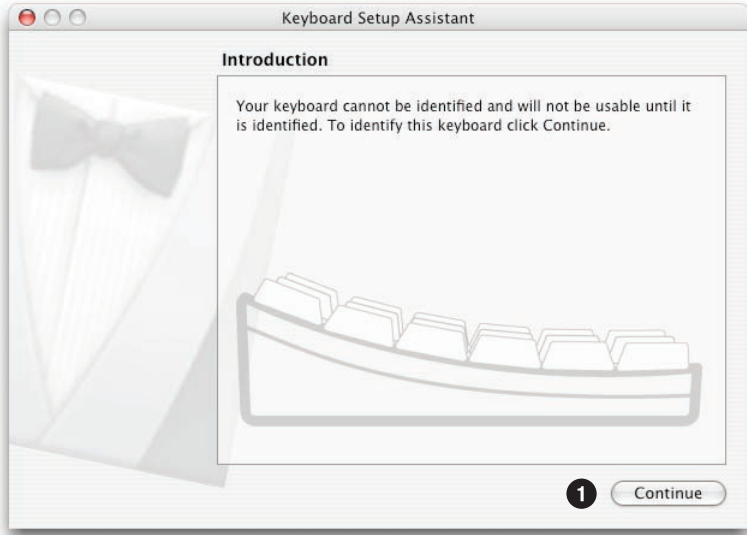 Keyboard Setup Assistant
Introduction
Your keyboard cannot be identified and will not be usable until it
is identified. To identify this keyboard click Continue.
1 Continue